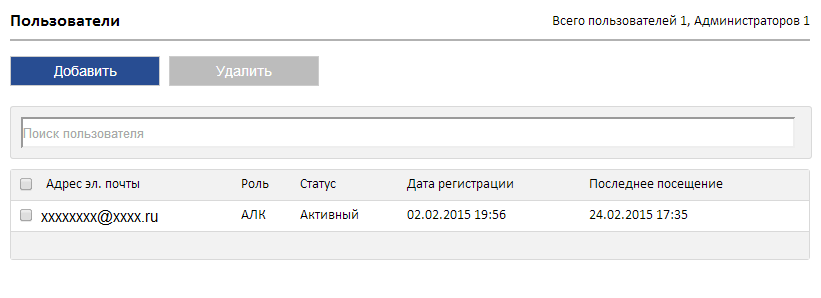 Пользователи Всего пользователей 1, Администраторов 1
Добавить Удалить
Поиск пользователя
Адрес эл. почты Роль Статус Дата регистрации Последнее посещение
xxxxxxxx@xxxx.ru АЛК Активный 02.02.2015 19:56 24.02.2015 17:35